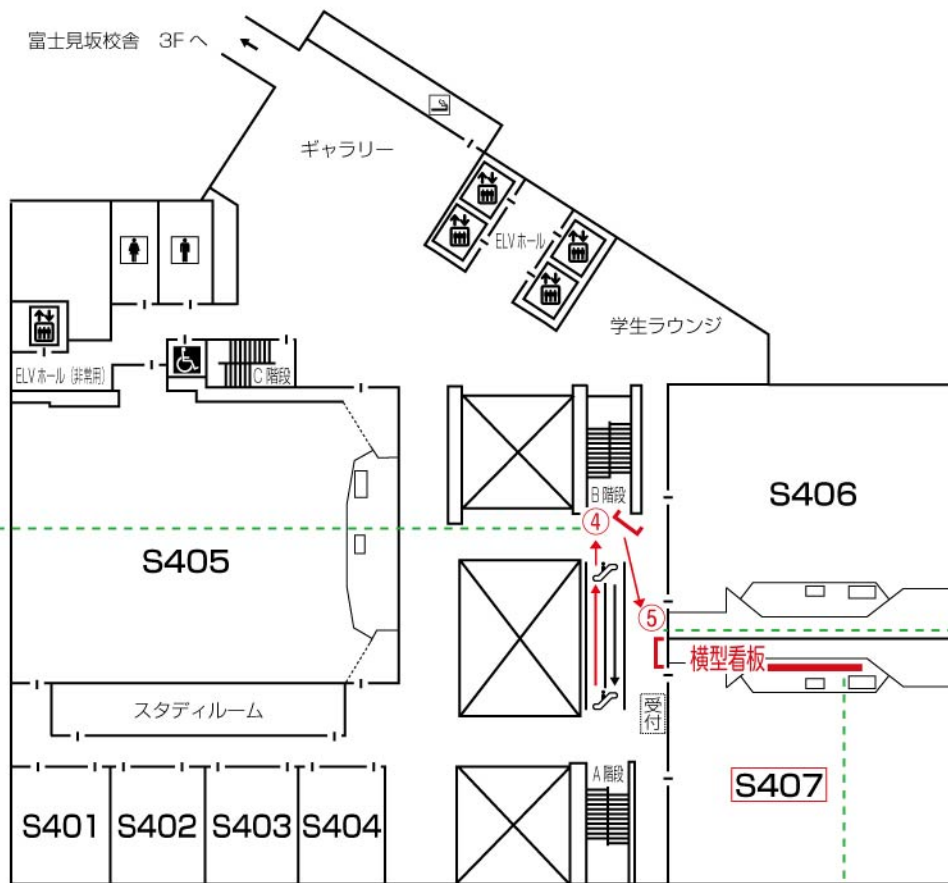 富士見坂校舎 3Fへ
ギャラリー
ELVホール
学生ラウンジ
ELVホール（非常用）
C階段
B階段
S406
④
S405
⑤
横型看板
スタディルーム
受付
A階段
S407
S401
S402
S403
S404